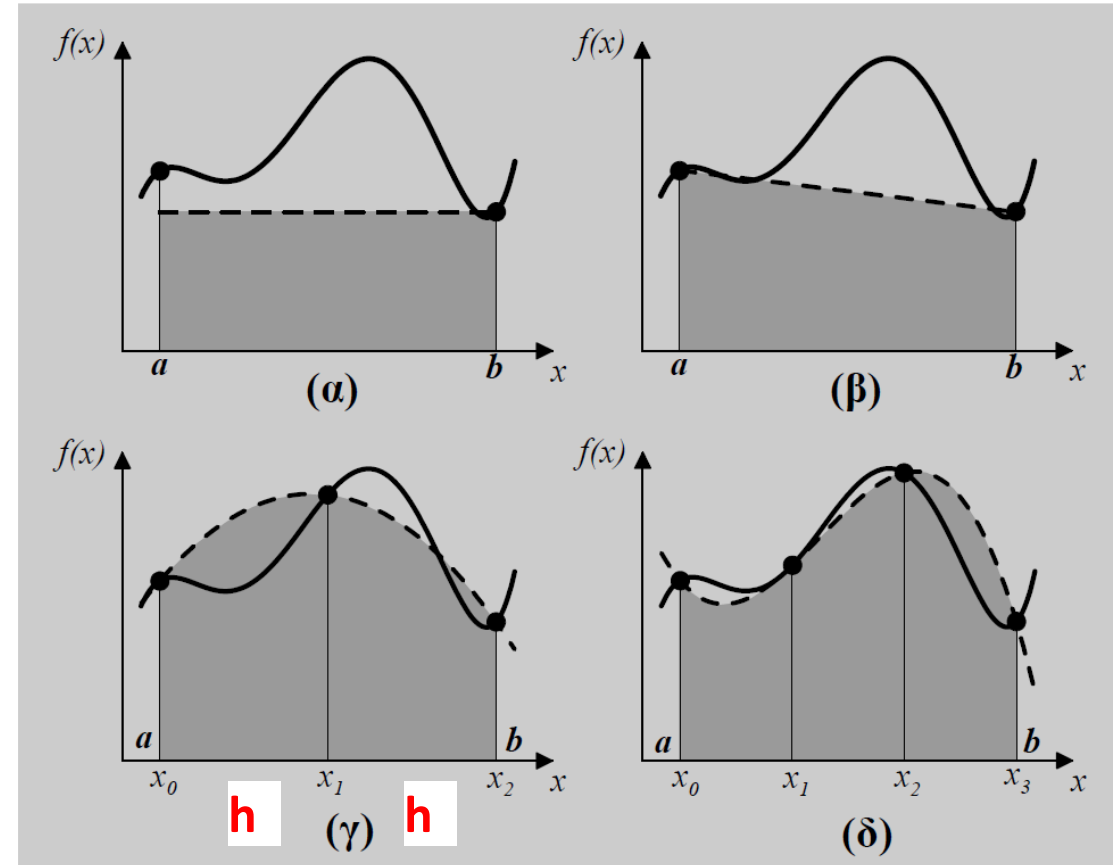 f(x)
a b x
(α)
f(x)
a b x
(β)
f(x)
a b
x₀ x₁ x₂ x
h h
(γ)
f(x)
a b
x₀ x₁ x₂ x₃ x
(δ)